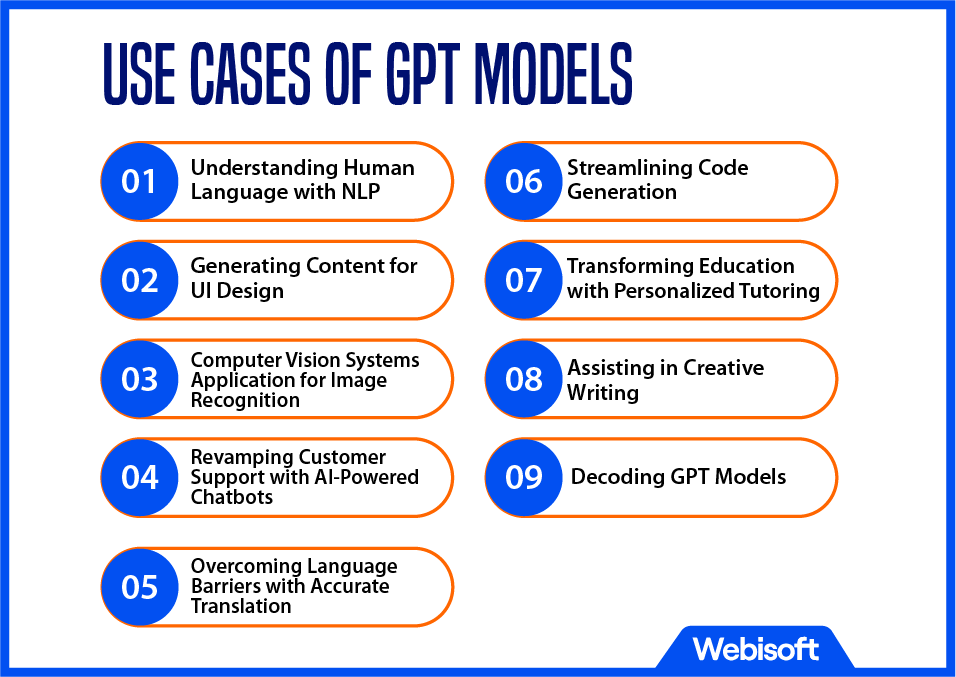 USE CASES OF GPT MODELS
01
Understanding Human
Language with NLP
02
Generating Content for
UI Design
03
Computer Vision Systems
Application for Image
Recognition
04
Revamping Customer
Support with AI-Powered
Chatbots
05
Overcoming Language
Barriers with Accurate
Translation
06
Streamlining Code
Generation
07
Transforming Education
with Personalized Tutoring
08
Assisting in Creative
Writing
09
Decoding GPT Models
Webisoft